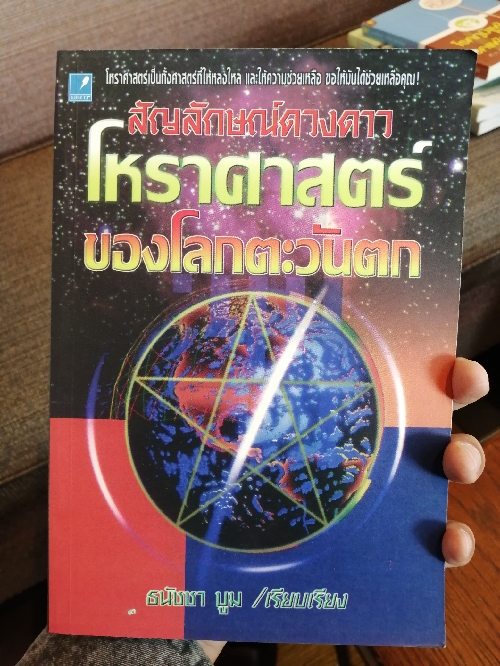 โหราศาสตร์เป็นทั้งศาสตร์ที่ให้หลงใหล และให้ความช่วยเหลือ ขอให้มันได้ช่วยเหลือคุณ!
สัญลักษณ์ดวงดาว
โหราศาสตร์
ของโลกตะวันตก
ธนัชชา บูม /เรียบเรียง